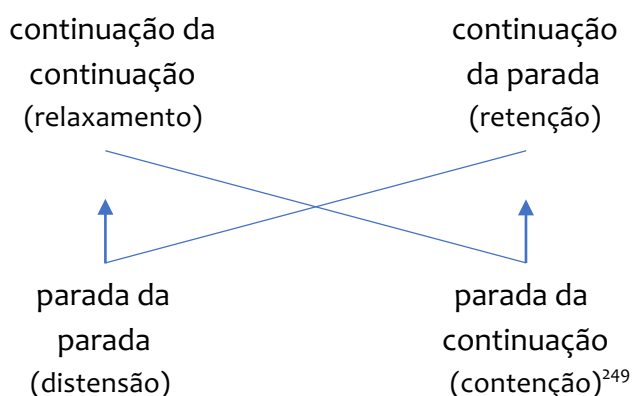 continuação da
continuação
(relaxamento)
continuação
da parada
(retenção)
parada da
parada
(distensão)
parada da
continuação
(contenção)249